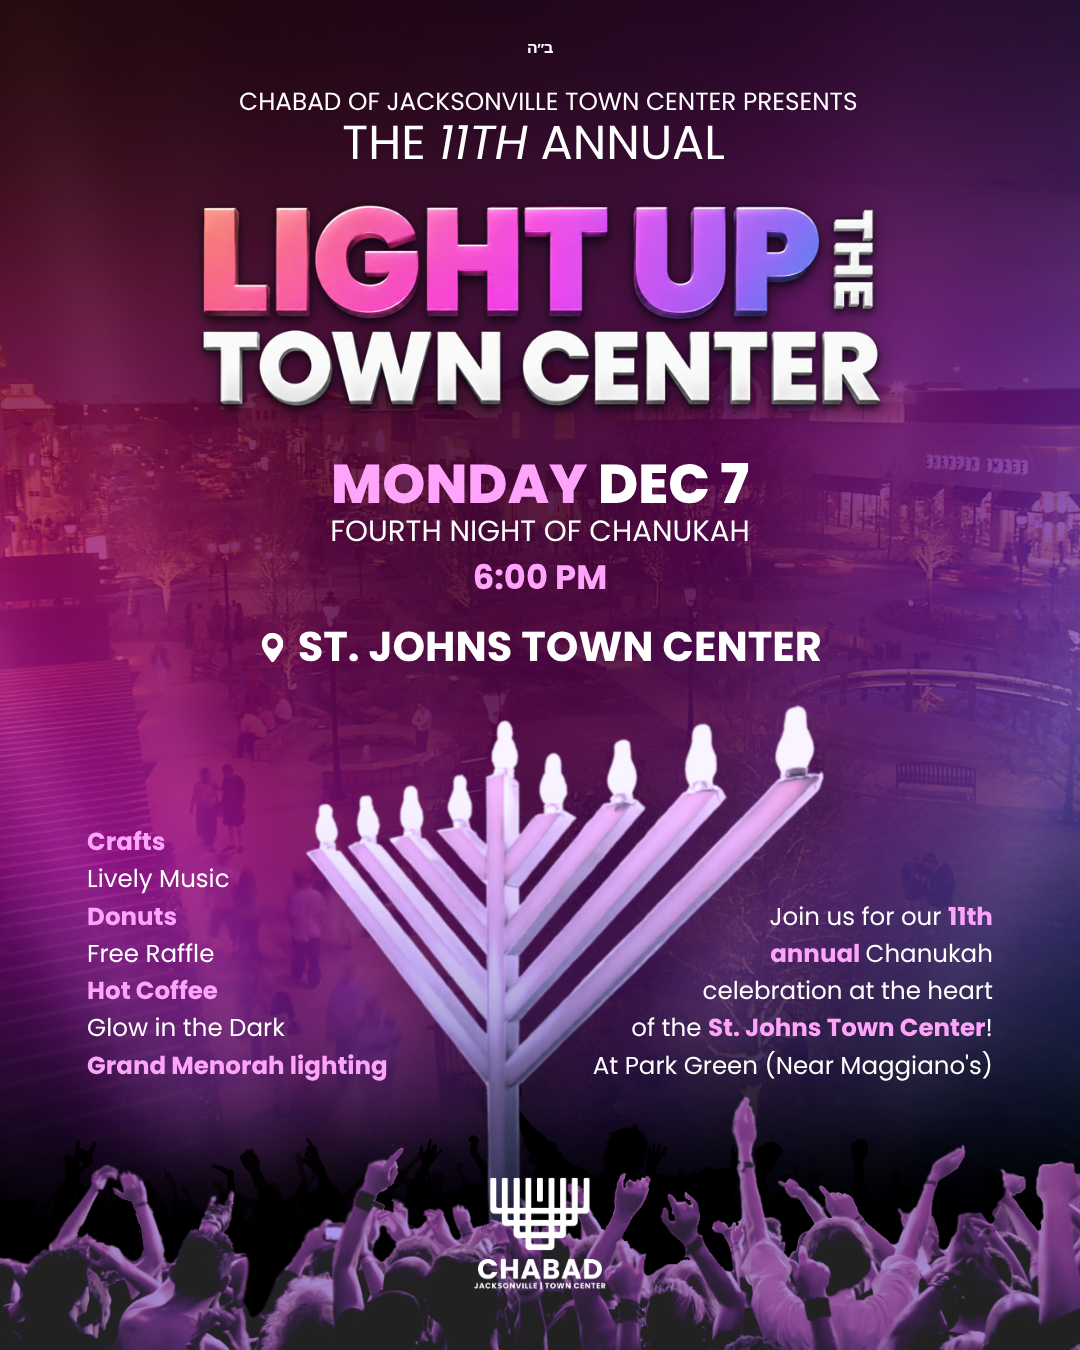 ב״ה
CHABAD OF JACKSONVILLE TOWN CENTER PRESENTS
THE 11TH ANNUAL
LIGHT UP THE
TOWN CENTER
MONDAY DEC 7
FOURTH NIGHT OF CHANUKAH
6:00 PM
ST. JOHNS TOWN CENTER
Crafts
Lively Music
Donuts
Free Raffle
Hot Coffee
Glow in the Dark
Grand Menorah lighting
Join us for our 11th
annual Chanukah
celebration at the heart
of the St. Johns Town Center!
At Park Green (Near Maggiano's)
CHABAD
JACKSONVILLE | TOWN CENTER